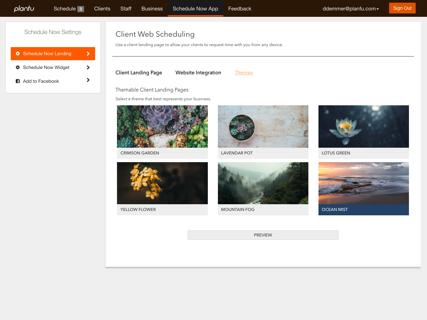 planfu
Schedule 5 Clients Staff Business Schedule Now App Feedback ddemmer@planfu.com Sign Out
Schedule Now Settings
Schedule Now Landing
Schedule Now Widget
Add to Facebook
Client Web Scheduling
Use a client landing page to allow your clients to request time with you from any device.
Client Landing Page Website Integration Themes
Themable Client Landing Pages
Select a theme that best represents your business.
CRIMSON GARDEN LAVENDAR POT LOTUS GREEN
YELLOW FLOWER MOUNTAIN FOG OCEAN MIST
PREVIEW